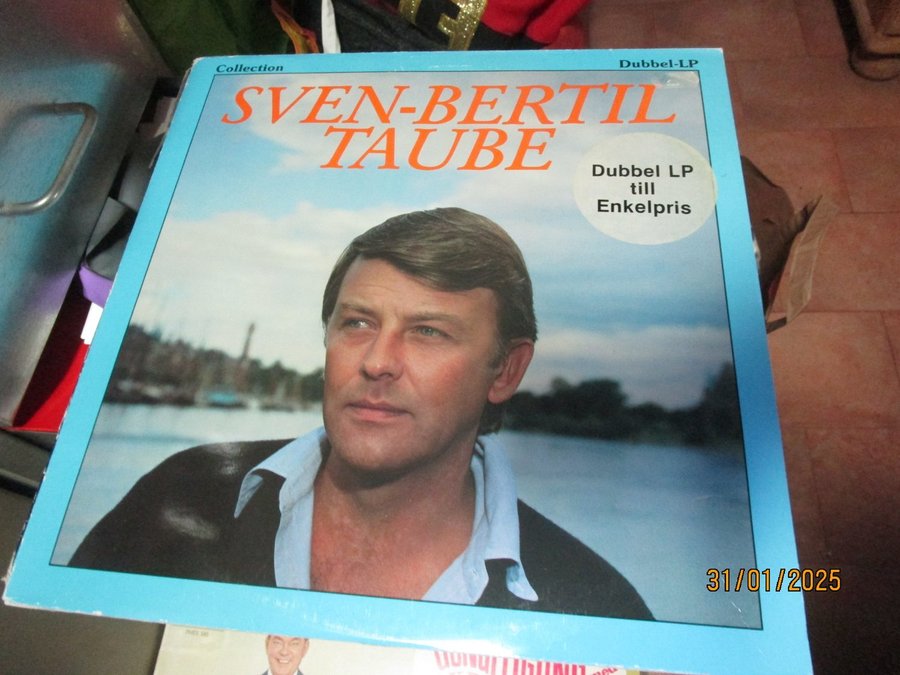 Collection
Dubbel-LP
SVEN-BERTIL
TAUBE
Dubbel LP
till
Enkelpris
31/01/2025